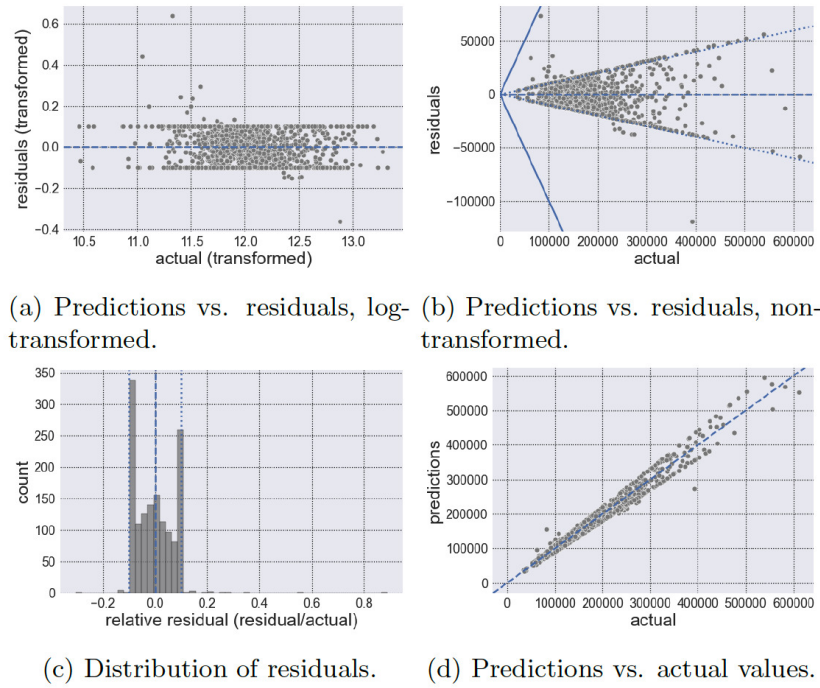 0.6
0.4
0.2
0.0
−0.2
−0.4
residuals (transformed)
10.5 11.0 11.5 12.0 12.5 13.0
actual (transformed)
50000
0
−50000
−100000
residuals
0 100000 200000 300000 400000 500000 600000
actual
(a) Predictions vs. residuals, log-
transformed.
(b) Predictions vs. residuals, non-
transformed.
350
300
250
200
150
100
50
0
count
−0.2 0.0 0.2 0.4 0.6 0.8
relative residual (residual/actual)
600000
500000
400000
300000
200000
100000
0
predictions
0 100000 200000 300000 400000 500000 600000
actual
(c) Distribution of residuals.
(d) Predictions vs. actual values.